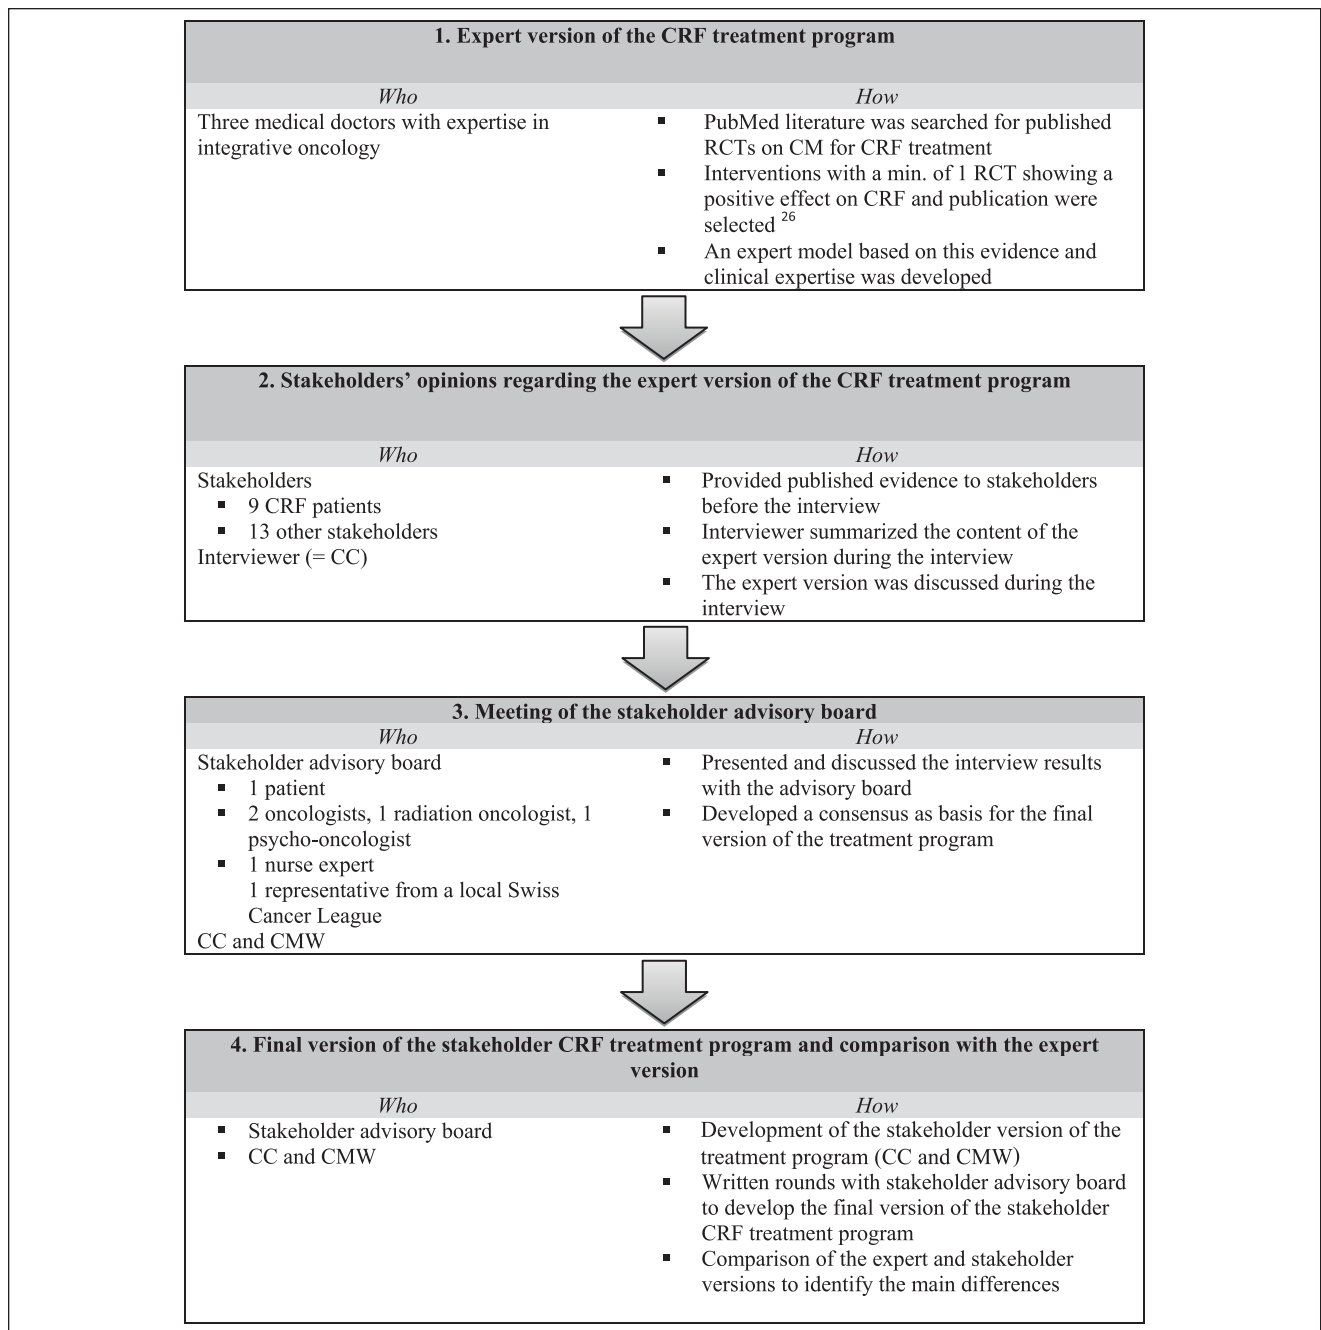 1. Expert version of the CRF treatment program
Who
How
Three medical doctors with expertise in
integrative oncology
▪ PubMed literature was searched for published
RCTs on CM for CRF treatment
▪ Interventions with a min. of 1 RCT showing a
positive effect on CRF and publication were
selected 26
▪ An expert model based on this evidence and
clinical expertise was developed
2. Stakeholders’ opinions regarding the expert version of the CRF treatment program
Who
How
Stakeholders
▪ 9 CRF patients
▪ 13 other stakeholders
Interviewer (= CC)
▪ Provided published evidence to stakeholders
before the interview
▪ Interviewer summarized the content of the
expert version during the interview
▪ The expert version was discussed during the
interview
3. Meeting of the stakeholder advisory board
Who
How
Stakeholder advisory board
▪ 1 patient
▪ 2 oncologists, 1 radiation oncologist, 1
psycho-oncologist
▪ 1 nurse expert
1 representative from a local Swiss
Cancer League
CC and CMW
▪ Presented and discussed the interview results
with the advisory board
▪ Developed a consensus as basis for the final
version of the treatment program
4. Final version of the stakeholder CRF treatment program and comparison with the expert
version
Who
How
▪ Stakeholder advisory board
▪ CC and CMW
▪ Development of the stakeholder version of the
treatment program (CC and CMW)
▪ Written rounds with stakeholder advisory board
to develop the final version of the stakeholder
CRF treatment program
▪ Comparison of the expert and stakeholder
versions to identify the main differences